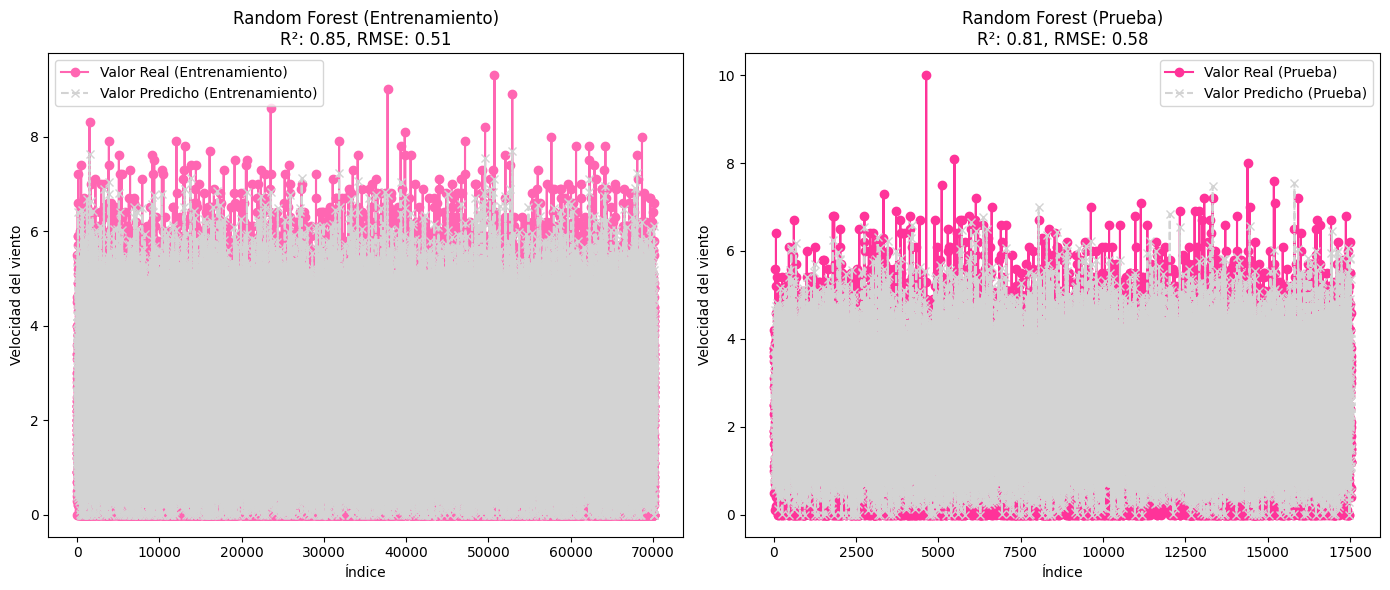 Random Forest (Entrenamiento)
R²: 0.85, RMSE: 0.51
Valor Real (Entrenamiento)
Valor Predicho (Entrenamiento)
Velocidad del viento
8
6
4
2
0
0
10000
20000
30000
40000
50000
60000
70000
Índice
Random Forest (Prueba)
R²: 0.81, RMSE: 0.58
Valor Real (Prueba)
Valor Predicho (Prueba)
Velocidad del viento
10
8
6
4
2
0
0
2500
5000
7500
10000
12500
15000
17500
Índice